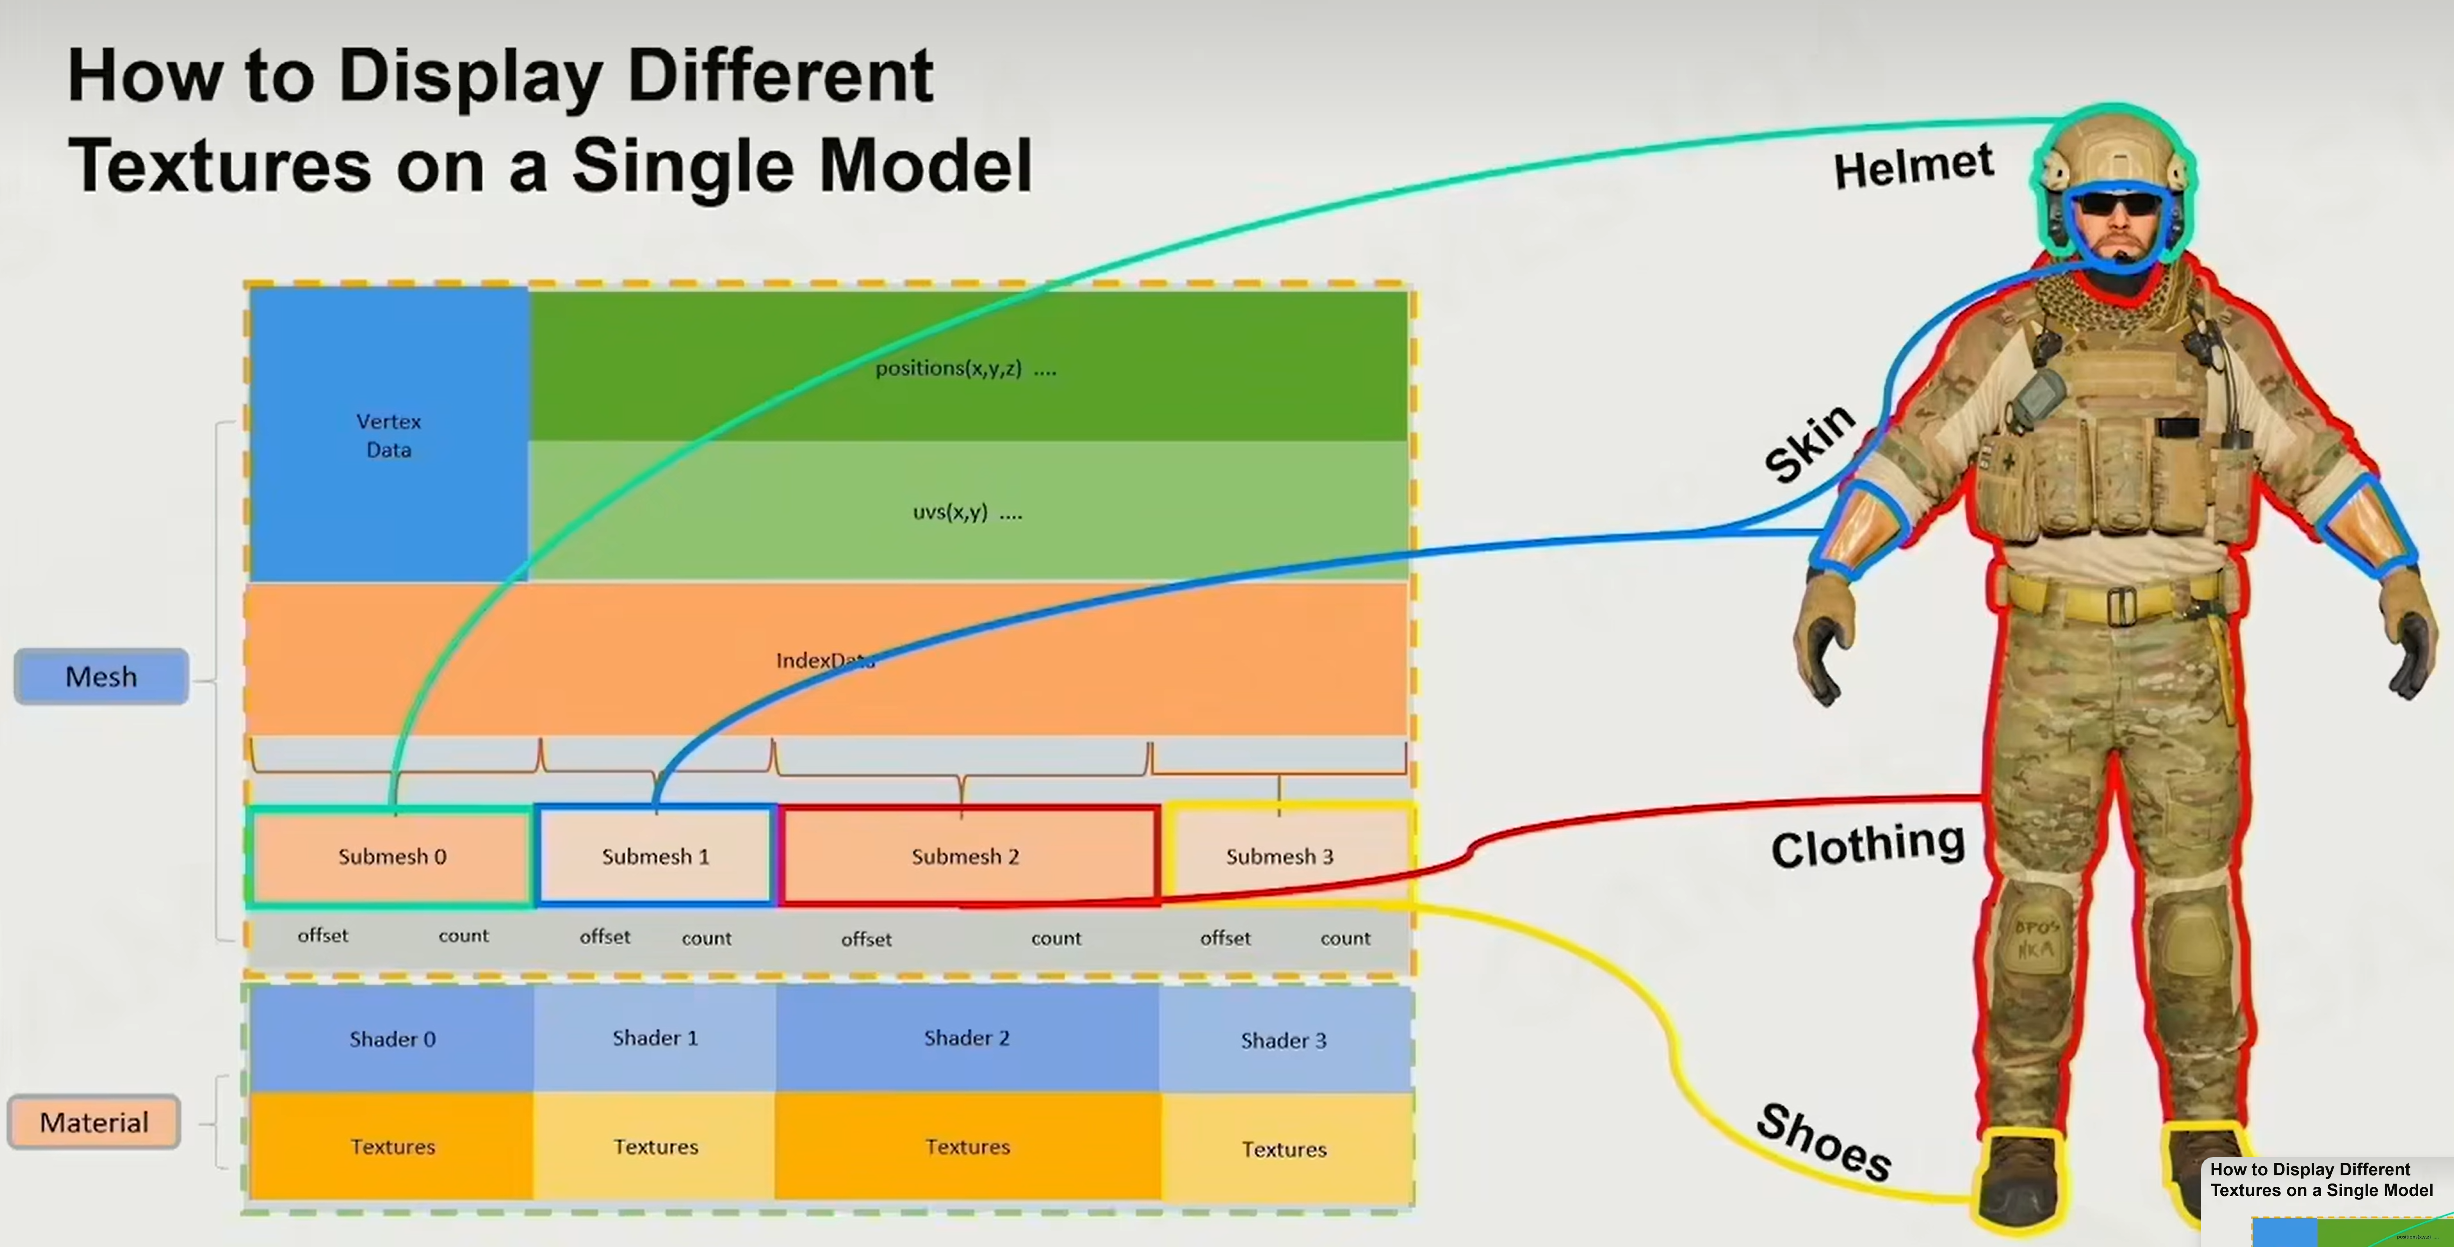 How to Display Different
Textures on a Single Model
Helmet
Skin
Clothing
Shoes
Mesh
Vertex
Data
positions(x,y,z) ....
uvs(x,y) ....
IndexData
Submesh 0
Submesh 1
Submesh 2
Submesh 3
offset count offset count offset count offset count
Shader 0
Shader 1
Shader 2
Shader 3
Material
Textures
Textures
Textures
Textures
BPOS
NKA
How to Display Different
Textures on a Single Model